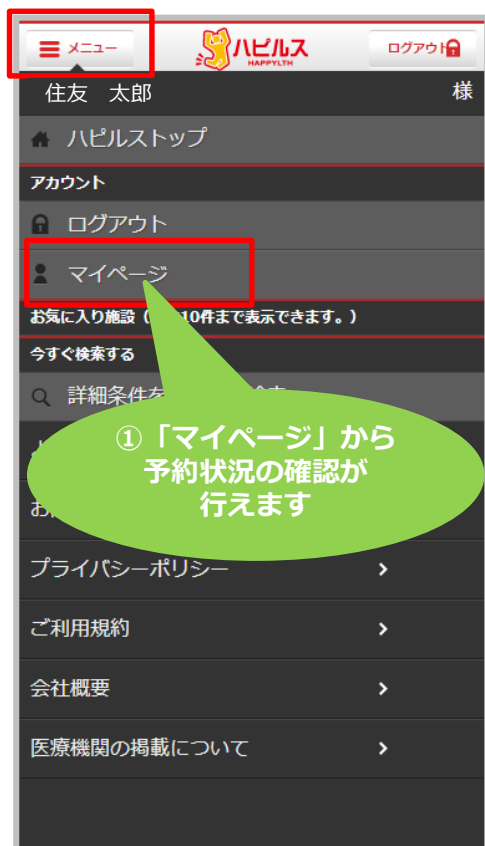 メニュー
ハピルス
HAPPYLTH
ログアウト
住友 太郎 様
ハピルストップ
アカウント
ログアウト
マイページ
お気に入り施設（ 10件まで表示できます。）
今すぐ検索する
詳細条件を
①「マイページ」から
予約状況の確認が
行えます
プライバシーポリシー
ご利用規約
会社概要
医療機関の掲載について